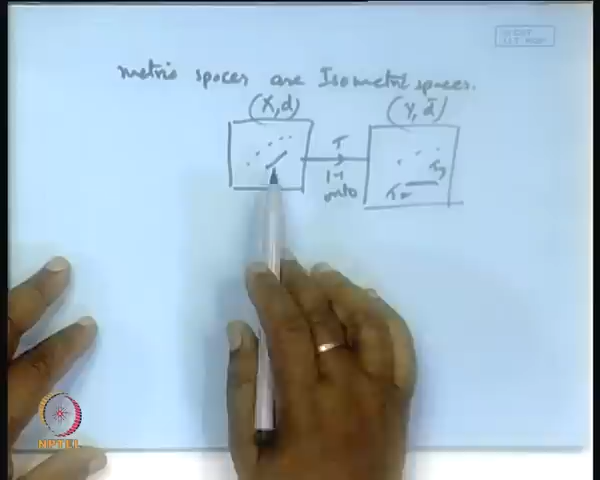 metric spaces are Isometric spaces.
(X, d) (Y, d̄)
T
1-1
onto
Tx Ty
NPTEL